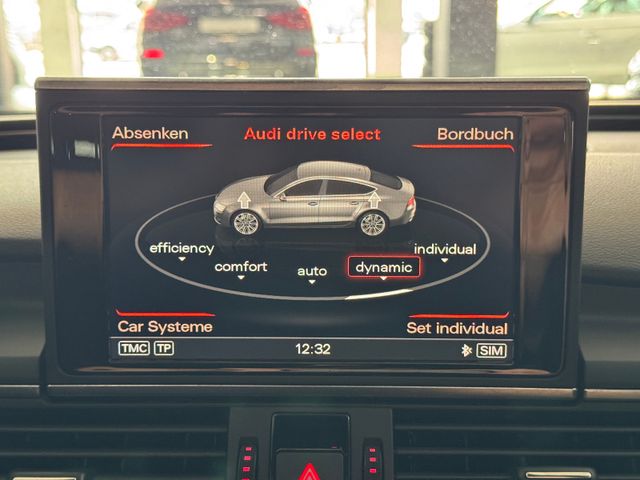 Absenken Audi drive select Bordbuch
efficiency comfort auto dynamic individual
Car Systeme Set individual
TMC TP 12:32 SIM